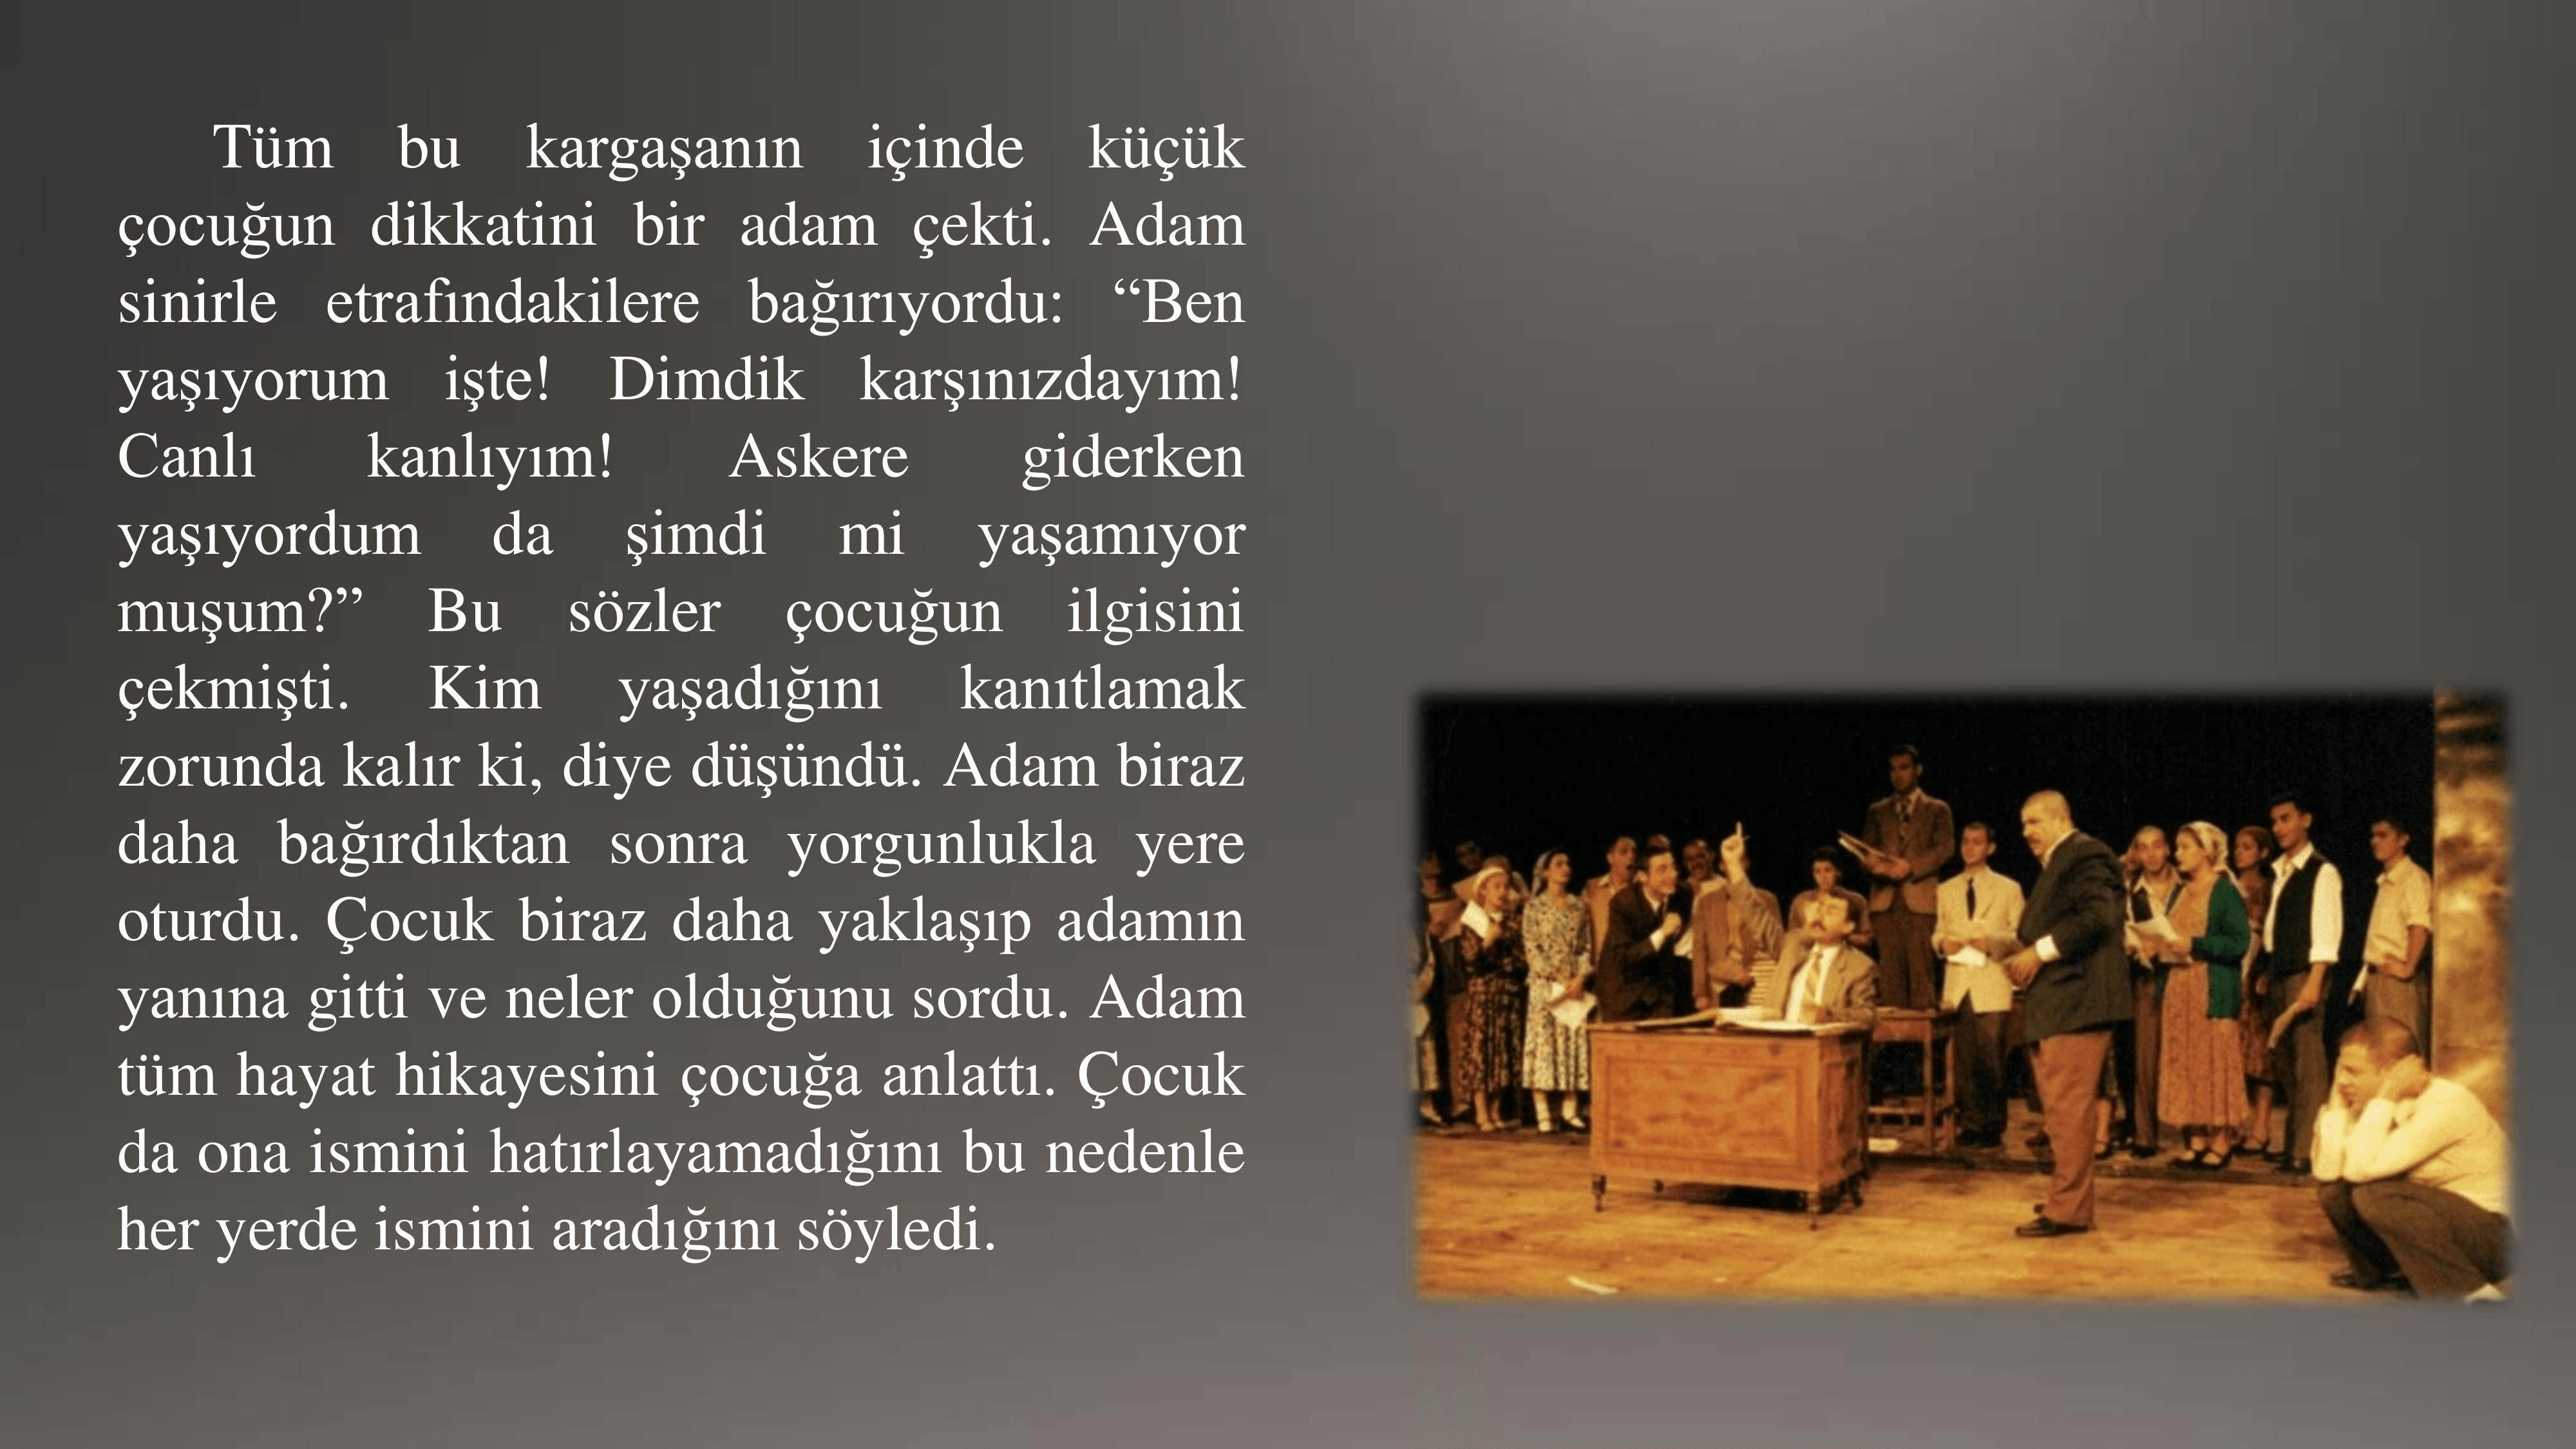 Tüm bu kargaşanın içinde küçük
çocuğun dikkatini bir adam çekti. Adam
sinirle etrafındakilere bağırıyordu: “Ben
yaşıyorum işte! Dimdik karşınızdayım!
Canlı kanlıyım! Askere giderken
yaşıyordum da şimdi mi yaşamıyor
muşum?” Bu sözler çocuğun ilgisini
çekmişti. Kim yaşadığını kanıtlamak
zorunda kalır ki, diye düşündü. Adam biraz
daha bağırdıktan sonra yorgunlukla yere
oturdu. Çocuk biraz daha yaklaşıp adamın
yanına gitti ve neler olduğunu sordu. Adam
tüm hayat hikayesini çocuğa anlattı. Çocuk
da ona ismini hatırlayamadığını bu nedenle
her yerde ismini aradığını söyledi.